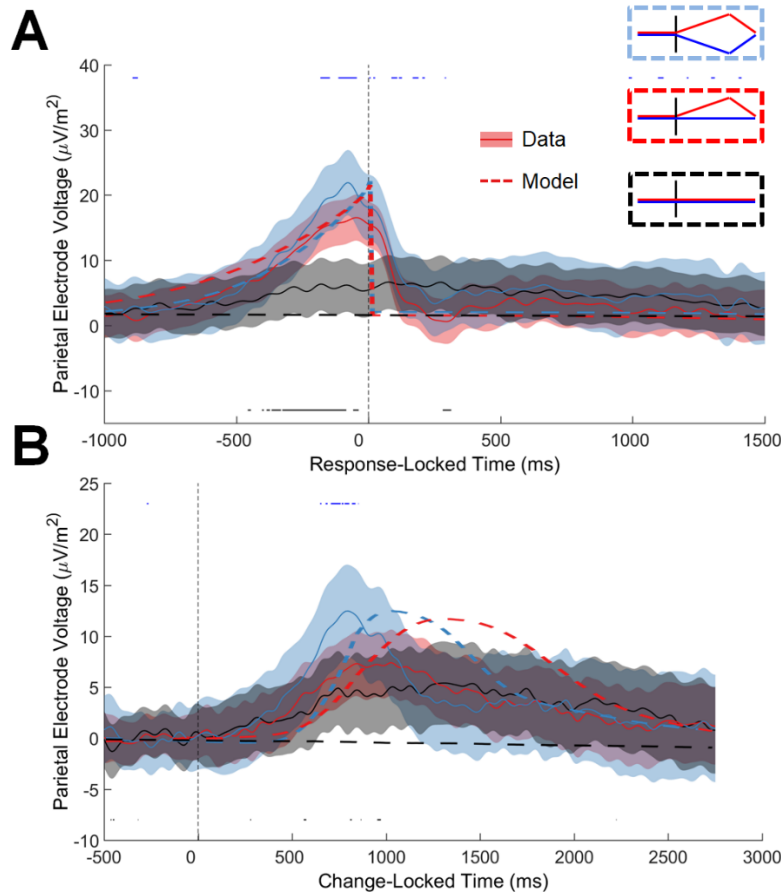 A
40
30
20
10
0
-10
Parietal Electrode Voltage (μV/m²)
Data
Model
-1000 -500 0 500 1000 1500
Response-Locked Time (ms)
B
25
20
15
10
5
0
-5
-10
Parietal Electrode Voltage (μV/m²)
-500 0 500 1000 1500 2000 2500 3000
Change-Locked Time (ms)